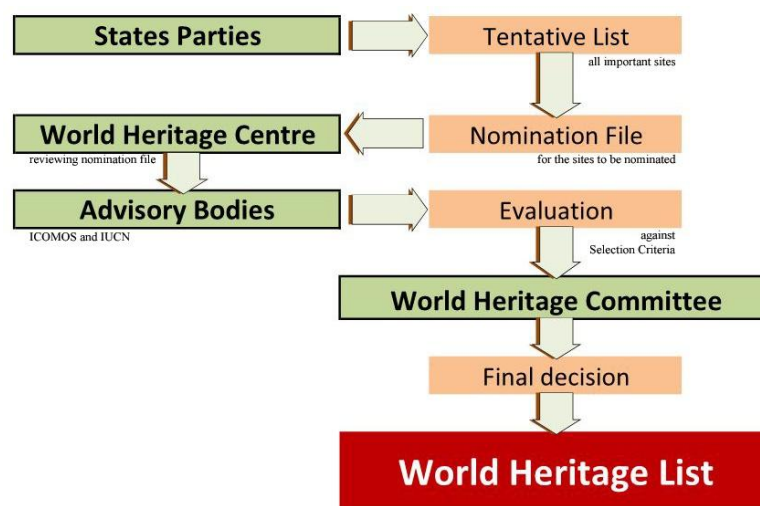 States Parties
Tentative List
all important sites
World Heritage Centre
Nomination File
reviewing nomination file
for the sites to be nominated
Advisory Bodies
Evaluation
ICOMOS and IUCN
against
Selection Criteria
World Heritage Committee
Final decision
World Heritage List